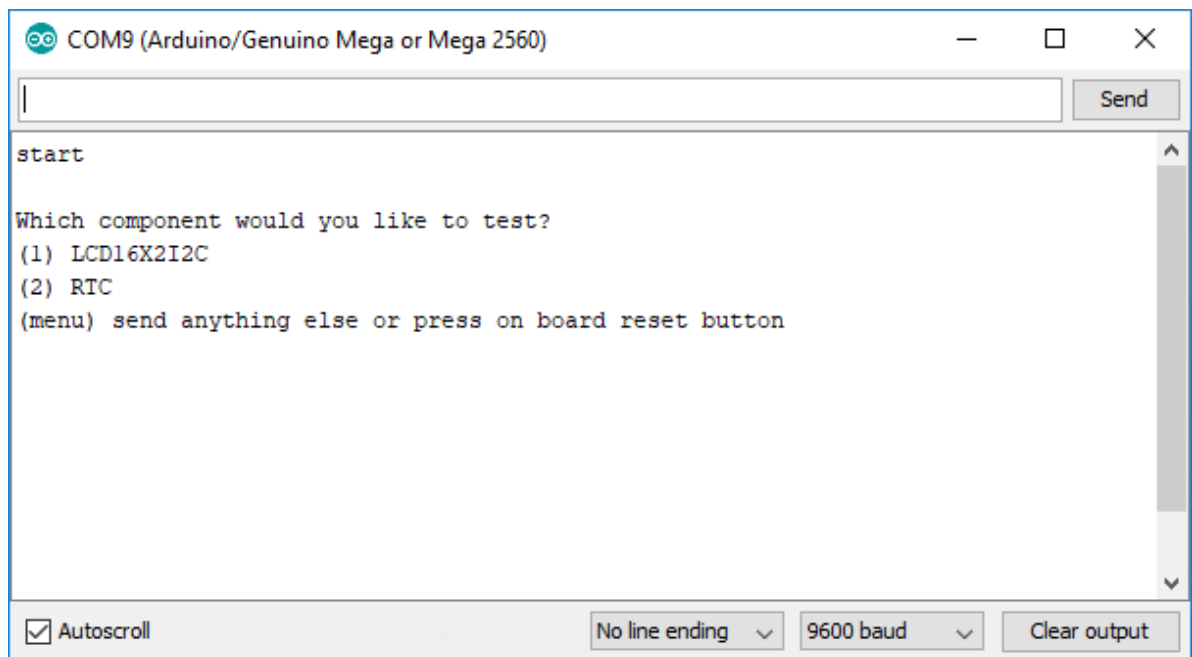 COM9 (Arduino/Genuino Mega or Mega 2560)
Send
start
Which component would you like to test?
(1) LCD16X2I2C
(2) RTC
(menu) send anything else or press on board reset button
Autoscroll
No line ending
9600 baud
Clear output